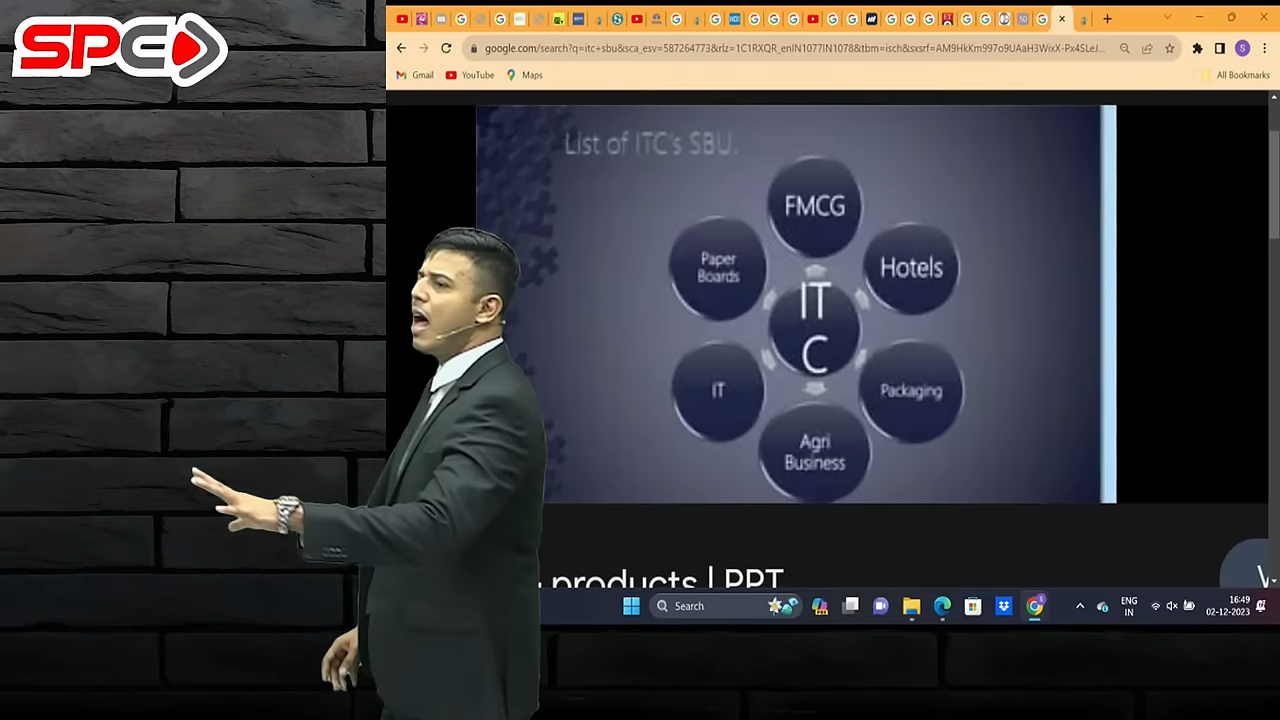 SPC
google.com/search?q=itc+sbu&sca_esv=587264773&rlz=1C1RXQR_enIN1077IN1078&tbm=isch&sxsrf=AM9HkKm997o9UAaH3WixX-Px4SLeJ...
S
Gmail
YouTube
Maps
All Bookmarks
List of ITC's SBU.
FMCG
Paper
Boards
Hotels
IT
C
IT
Packaging
Agri
Business
products | PPT
Search
ENG
IN
16:49
02-12-2023